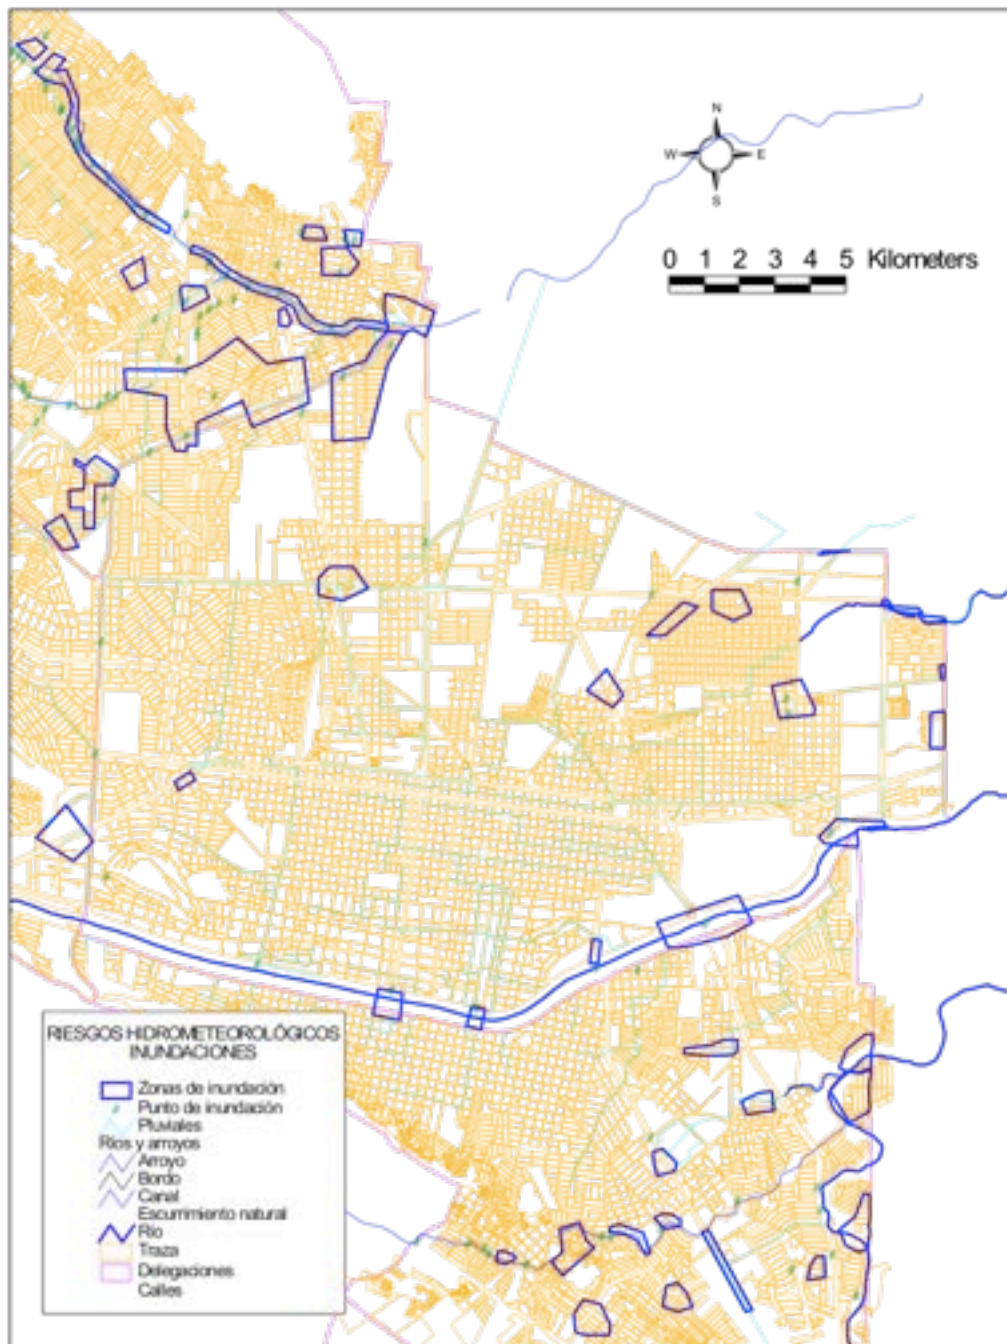 N
W E
S
0 1 2 3 4 5 Kilometers
RIESGOS HIDROMETEOROLÓGICOS
INUNDACIONES
Zonas de inundación
Punto de inundación
Pluviales
Ríos y arroyos
Arroyo
Bordo
Canal
Escurrimiento natural
Río
Traza
Delegaciones
Calles